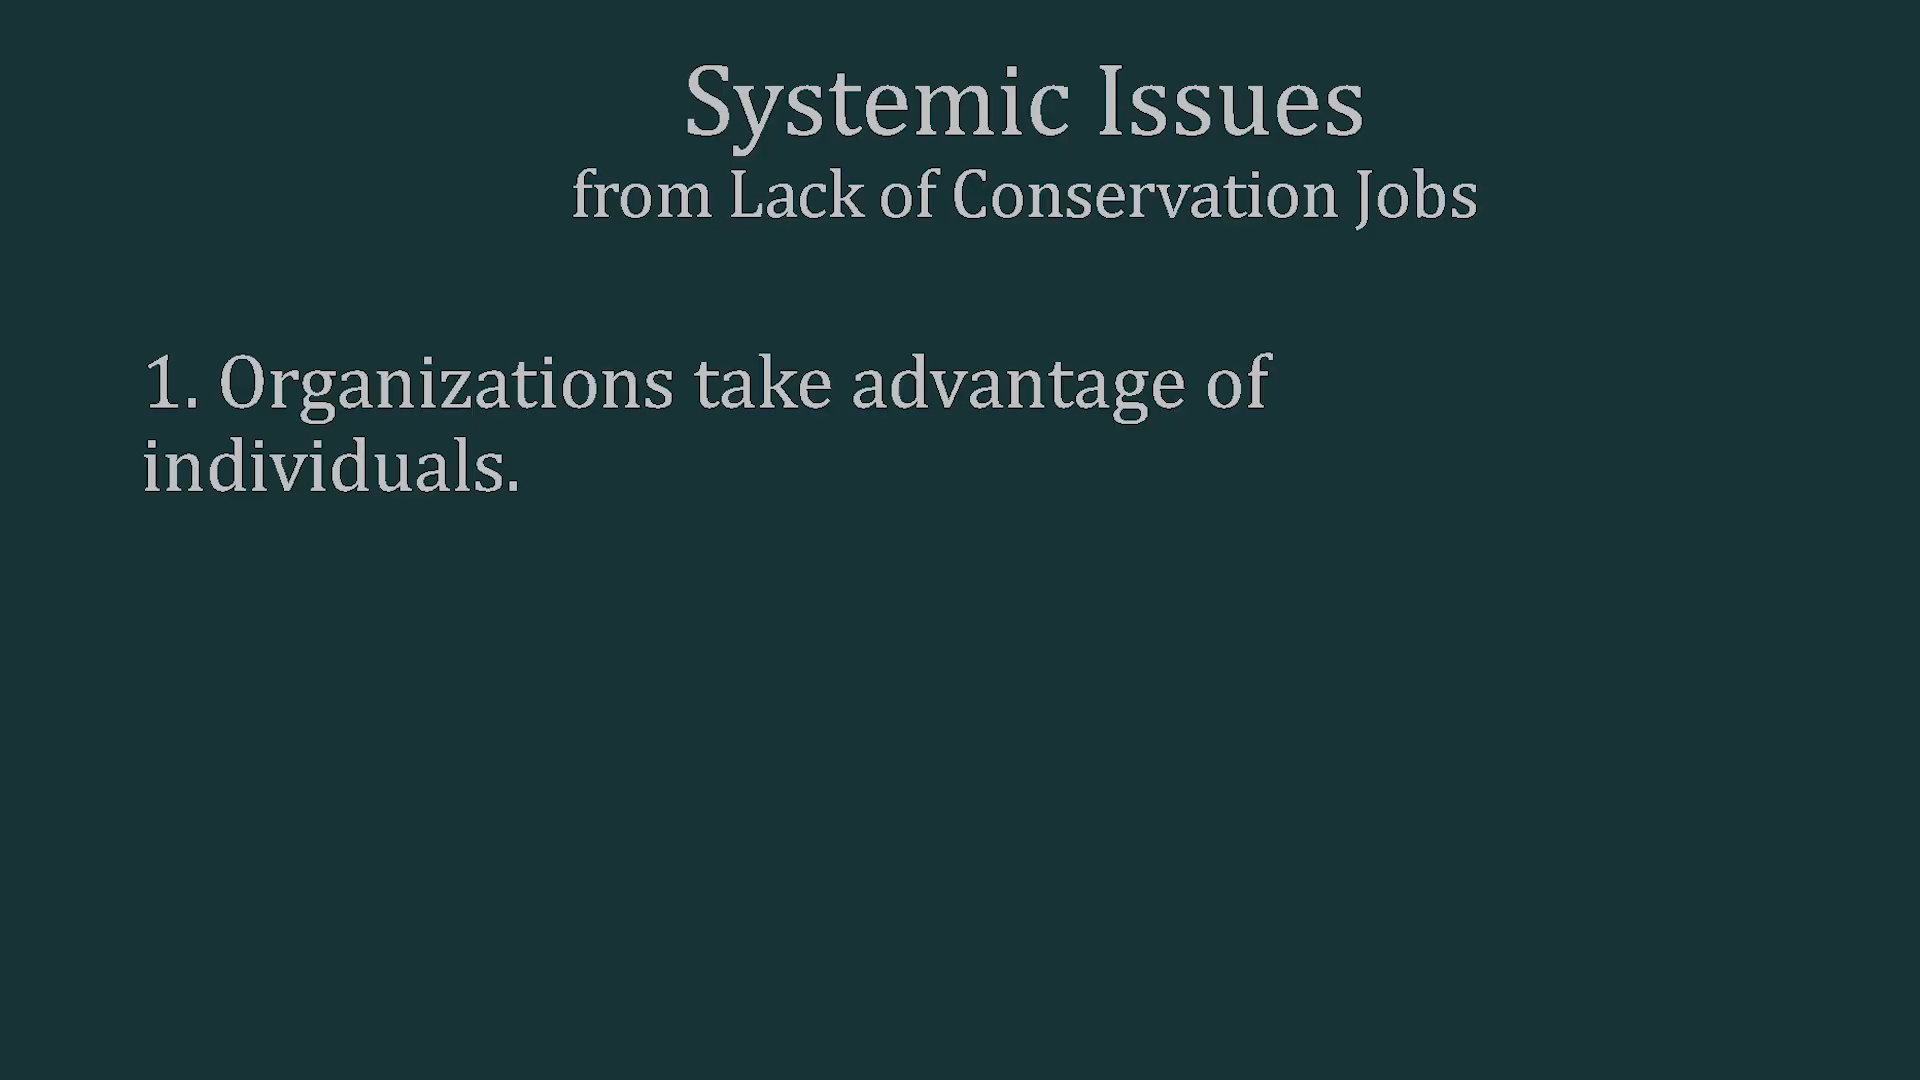 Systemic Issues
from Lack of Conservation Jobs
1. Organizations take advantage of
individuals.